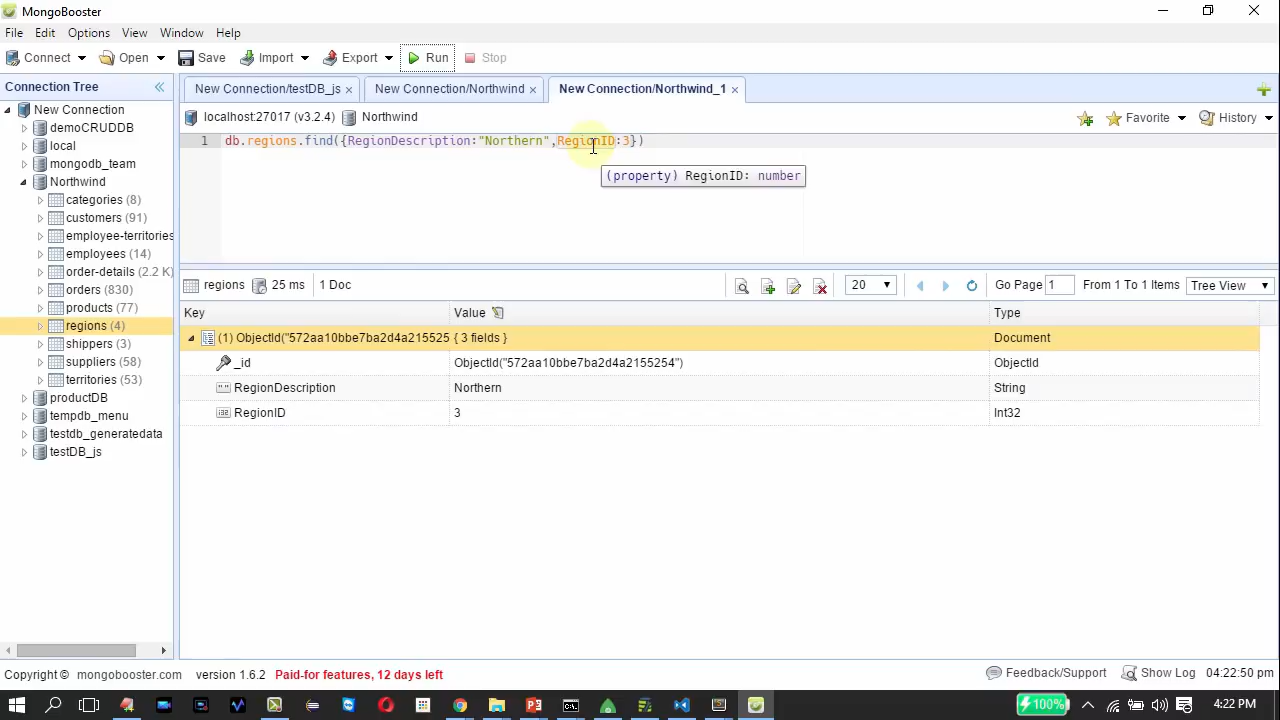 MongoBooster
File Edit Options View Window Help
Connect Open Save Import Export Run Stop
Connection Tree
New Connection/testDB_js × New Connection/Northwind × New Connection/Northwind_1 ×
New Connection
localhost:27017 (v3.2.4) Northwind Favorite History
demoCRUDDB
1 db.regions.find({RegionDescription:"Northern",RegionID:3})
local
mongodb_team
(property) RegionID: number
Northwind
categories (8)
customers (91)
employee-territories
employees (14)
order-details (2.2 K)
orders (830)
products (77)
regions (4)
shippers (3)
suppliers (58)
territories (53)
productDB
tempdb_menu
testdb_generatedata
testDB_js
regions 25 ms 1 Doc 20 Go Page 1 From 1 To 1 Items Tree View
Key Value Type
(1) ObjectId("572aa10bbe7ba2d4a215525 { 3 fields } Document
_id ObjectId("572aa10bbe7ba2d4a2155254") ObjectId
RegionDescription Northern String
RegionID 3 Int32
Copyright © mongobooster.com version 1.6.2 Paid-for features, 12 days left Feedback/Support Show Log 04:22:50 pm
100% 4:22 PM